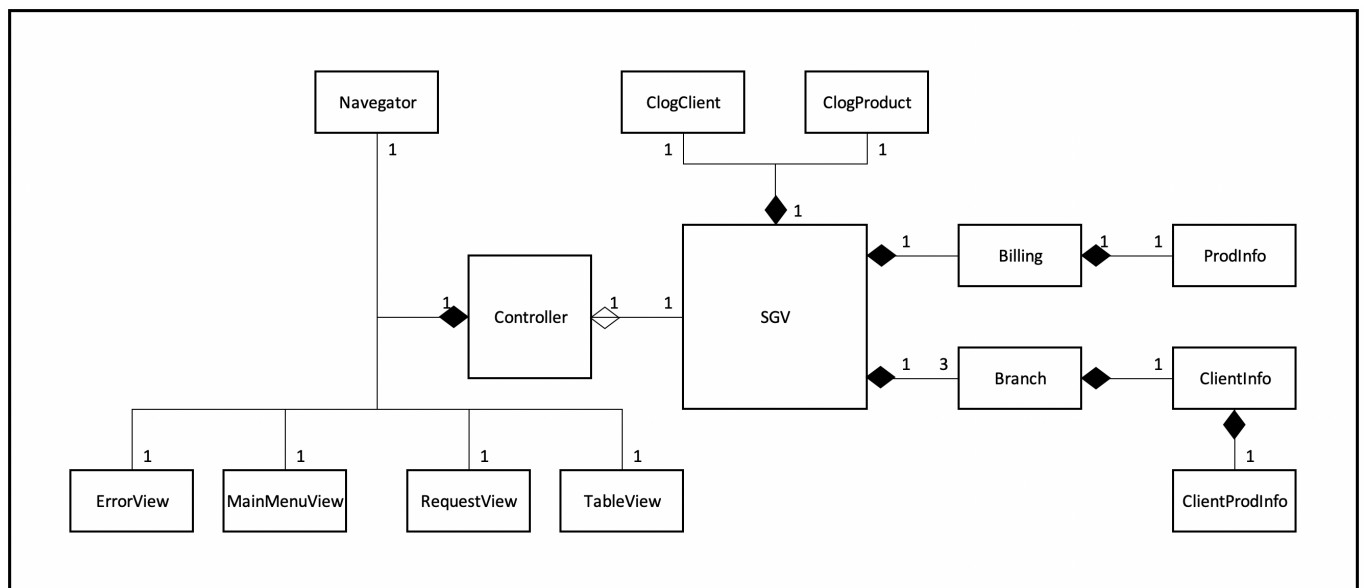 Navegator
ClogClient
ClogProduct
1
1
1
1
1
1
1
Billing
ProdInfo
1
Controller
1
1
SGV
1
3
Branch
1
ClientInfo
1
1
1
1
1
ErrorView
MainMenuView
RequestView
TableView
ClientProdInfo